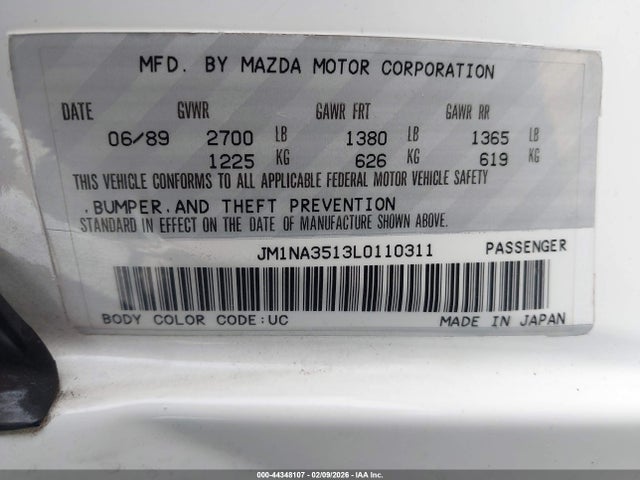 MFD. BY MAZDA MOTOR CORPORATION
DATE GVWR GAWR FRT GAWR RR
06/89 2700 LB 1380 LB 1365 LB
1225 KG 626 KG 619 KG
THIS VEHICLE CONFORMS TO ALL APPLICABLE FEDERAL MOTOR VEHICLE SAFETY
,BUMPER,AND THEFT PREVENTION
STANDARD IN EFFECT ON THE DATE OF MANUFACTURE SHOWN ABOVE.
JM1NA3513L0110311 PASSENGER
BODY COLOR CODE:UC MADE IN JAPAN
000-44348107 - 02/09/2026 - IAA Inc.